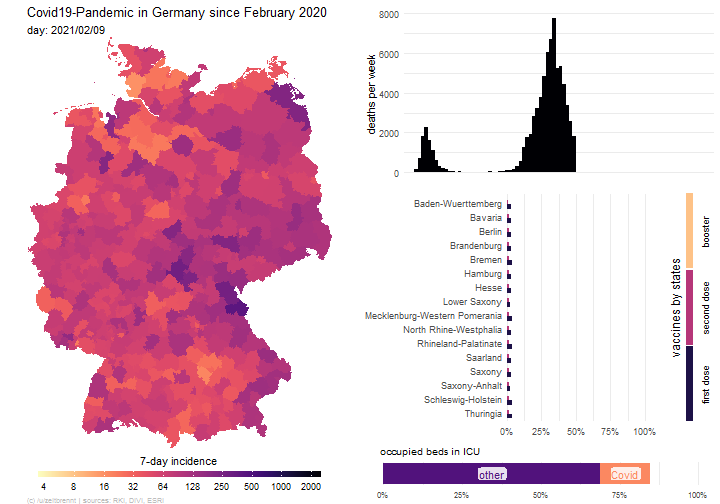 Covid19-Pandemic in Germany since February 2020
day: 2021/02/09
7-day incidence
4 8 16 32 64 120 250 500 1000 2000
(c) /u/zeitbrennt | sources: RKI, DIVI, ESRI
deaths per week
8000
6000
4000
2000
0
Baden-Wuerttemberg
Bavaria
Berlin
Brandenburg
Bremen
Hamburg
Hesse
Lower Saxony
Mecklenburg-Western Pomerania
North Rhine-Westphalia
Rhineland-Palatinate
Saarland
Saxony
Saxony-Anhalt
Schleswig-Holstein
Thuringia
0% 25% 50% 75% 100%
vaccines by states
booster
second dose
first dose
occupied beds in ICU
other
Covid
0% 25% 50% 75% 100%